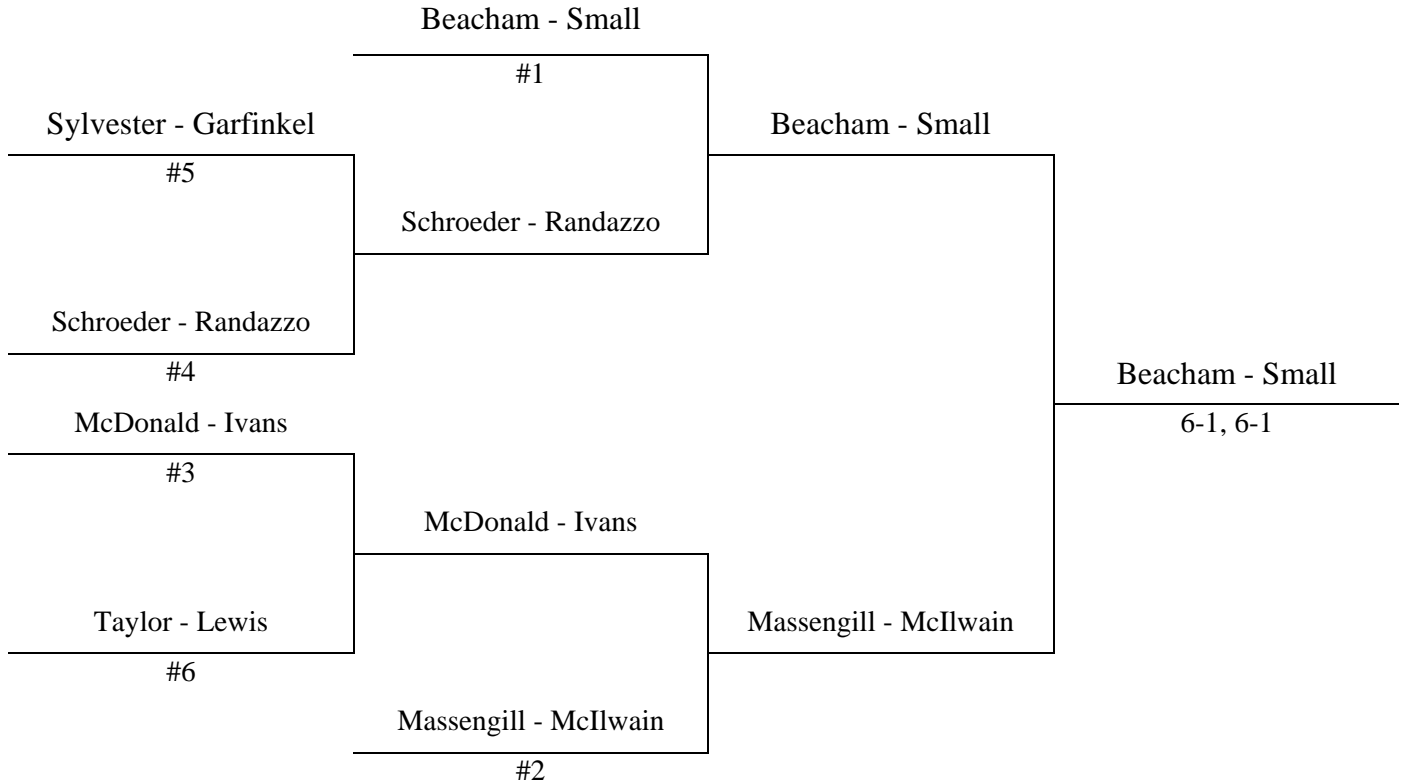 Beacham - Small
#1
Sylvester - Garfinkel
#5
Beacham - Small
Schroeder - Randazzo
Schroeder - Randazzo
#4
Beacham - Small
6-1, 6-1
McDonald - Ivans
#3
McDonald - Ivans
Taylor - Lewis
#6
Massengill - McIlwain
Massengill - McIlwain
#2